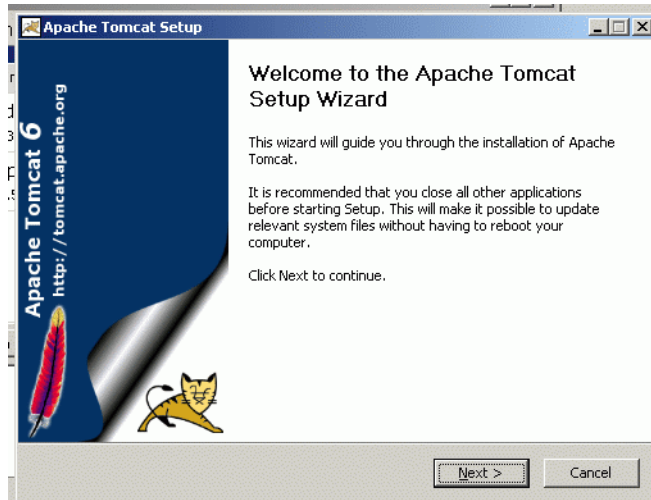 Apache Tomcat Setup
Apache Tomcat 6
http://tomcat.apache.org
Welcome to the Apache Tomcat
Setup Wizard
This wizard will guide you through the installation of Apache
Tomcat.
It is recommended that you close all other applications
before starting Setup. This will make it possible to update
relevant system files without having to reboot your
computer.
Click Next to continue.
Next >
Cancel